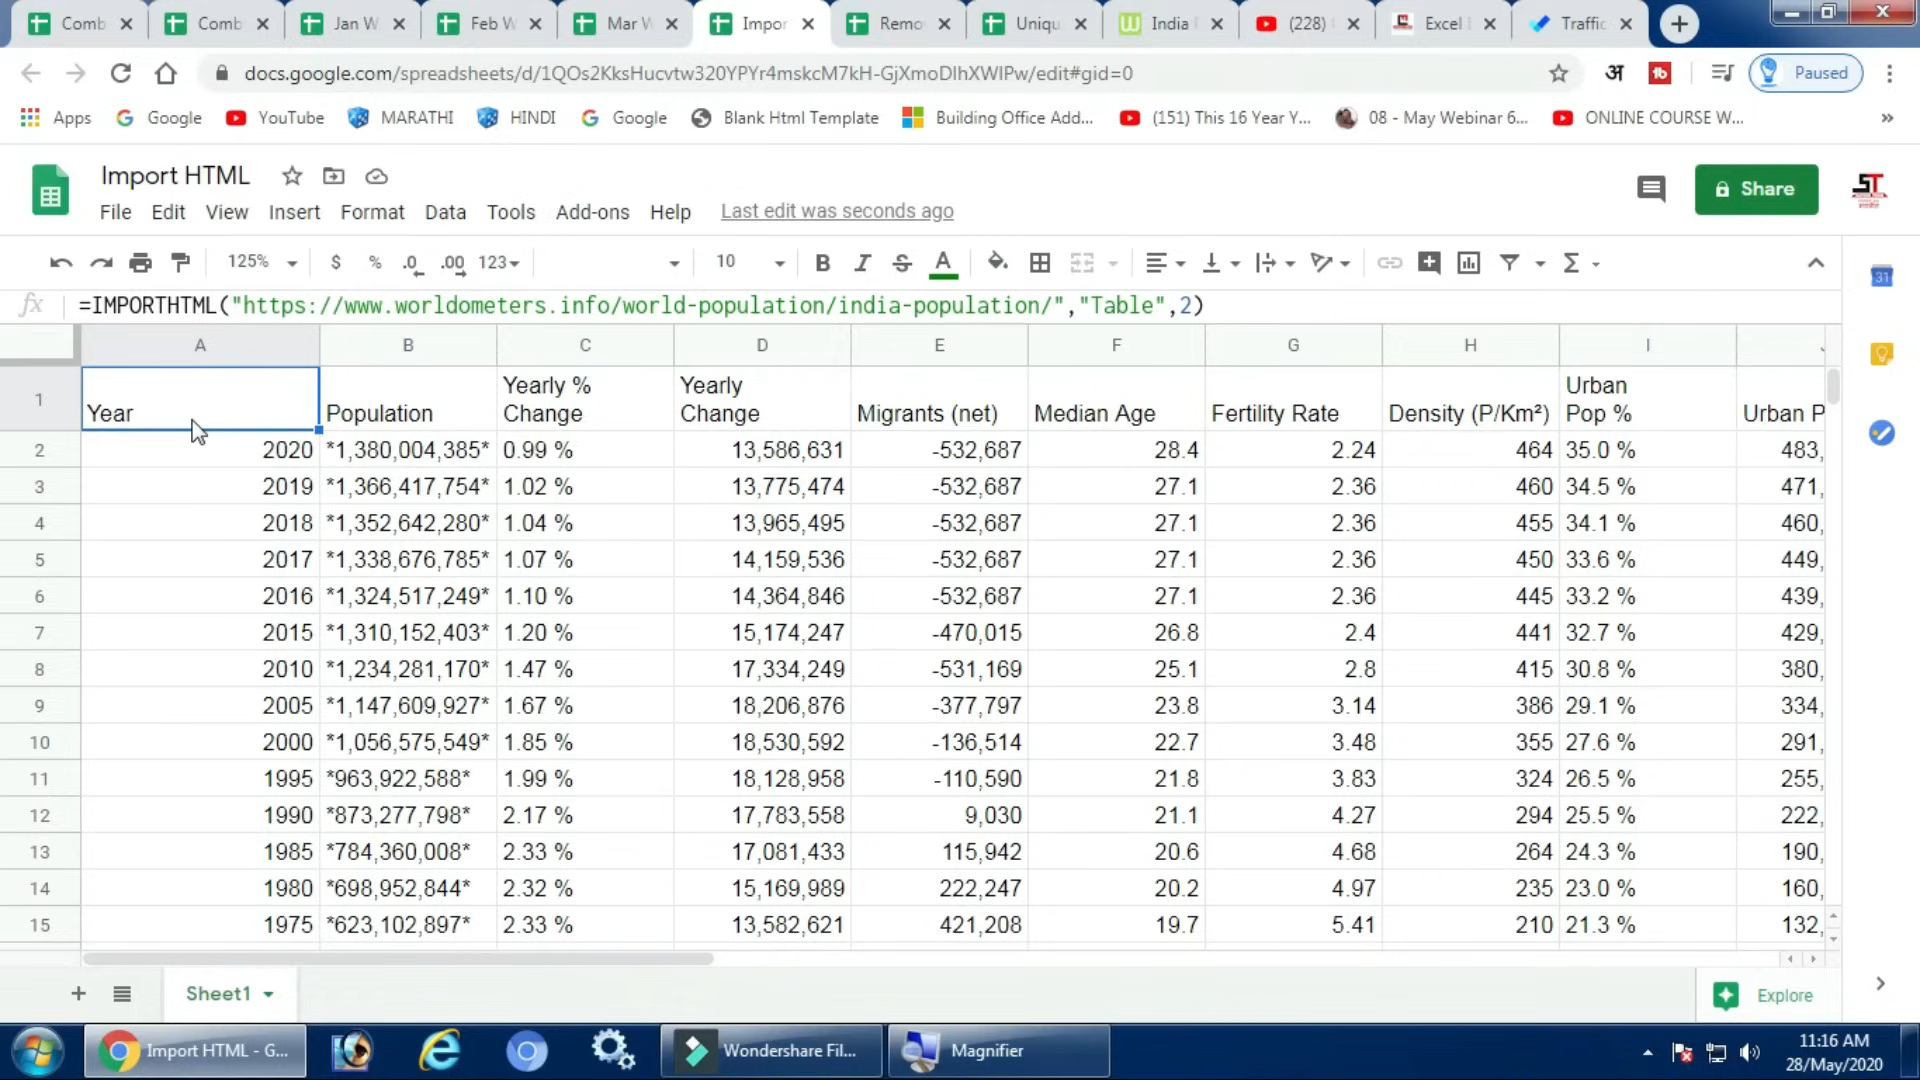 Comb
Comb
Jan W
Feb W
Mar W
Impor
Remo
Uniqu
India
(228)
Excel
Traffic
docs.google.com/spreadsheets/d/1QOs2KksHucvtw320YPYr4mskcM7kH-GjXmoDIhXWIPw/edit#gid=0
अ
Paused
Apps
Google
YouTube
MARATHI
HINDI
Google
Blank Html Template
Building Office Add...
(151) This 16 Year Y...
08 - May Webinar 6...
ONLINE COURSE W...
»
Import HTML
Share
ST
File Edit View Insert Format Data Tools Add-ons Help Last edit was seconds ago
125% $ % .0 .00 123 10 B I S A Σ
31
fx =IMPORTHTML("https://www.worldometers.info/world-population/india-population/","Table",2)
A B C D E F G H I
1 Year Population Yearly % Change Yearly Change Migrants (net) Median Age Fertility Rate Density (P/Km²) Urban Pop % Urban P
2 2020 *1,380,004,385* 0.99 % 13,586,631 -532,687 28.4 2.24 464 35.0 % 483,
3 2019 *1,366,417,754* 1.02 % 13,775,474 -532,687 27.1 2.36 460 34.5 % 471,
4 2018 *1,352,642,280* 1.04 % 13,965,495 -532,687 27.1 2.36 455 34.1 % 460,
5 2017 *1,338,676,785* 1.07 % 14,159,536 -532,687 27.1 2.36 450 33.6 % 449,
6 2016 *1,324,517,249* 1.10 % 14,364,846 -532,687 27.1 2.36 445 33.2 % 439,
7 2015 *1,310,152,403* 1.20 % 15,174,247 -470,015 26.8 2.4 441 32.7 % 429,
8 2010 *1,234,281,170* 1.47 % 17,334,249 -531,169 25.1 2.8 415 30.8 % 380,
9 2005 *1,147,609,927* 1.67 % 18,206,876 -377,797 23.8 3.14 386 29.1 % 334,
10 2000 *1,056,575,549* 1.85 % 18,530,592 -136,514 22.7 3.48 355 27.6 % 291,
11 1995 *963,922,588* 1.99 % 18,128,958 -110,590 21.8 3.83 324 26.5 % 255,
12 1990 *873,277,798* 2.17 % 17,783,558 9,030 21.1 4.27 294 25.5 % 222,
13 1985 *784,360,008* 2.33 % 17,081,433 115,942 20.6 4.68 264 24.3 % 190,
14 1980 *698,952,844* 2.32 % 15,169,989 222,247 20.2 4.97 235 23.0 % 160,
15 1975 *623,102,897* 2.33 % 13,582,621 421,208 19.7 5.41 210 21.3 % 132,
Sheet1
Explore
Import HTML - G...
Wondershare Fil...
Magnifier
11:16 AM
28/May/2020